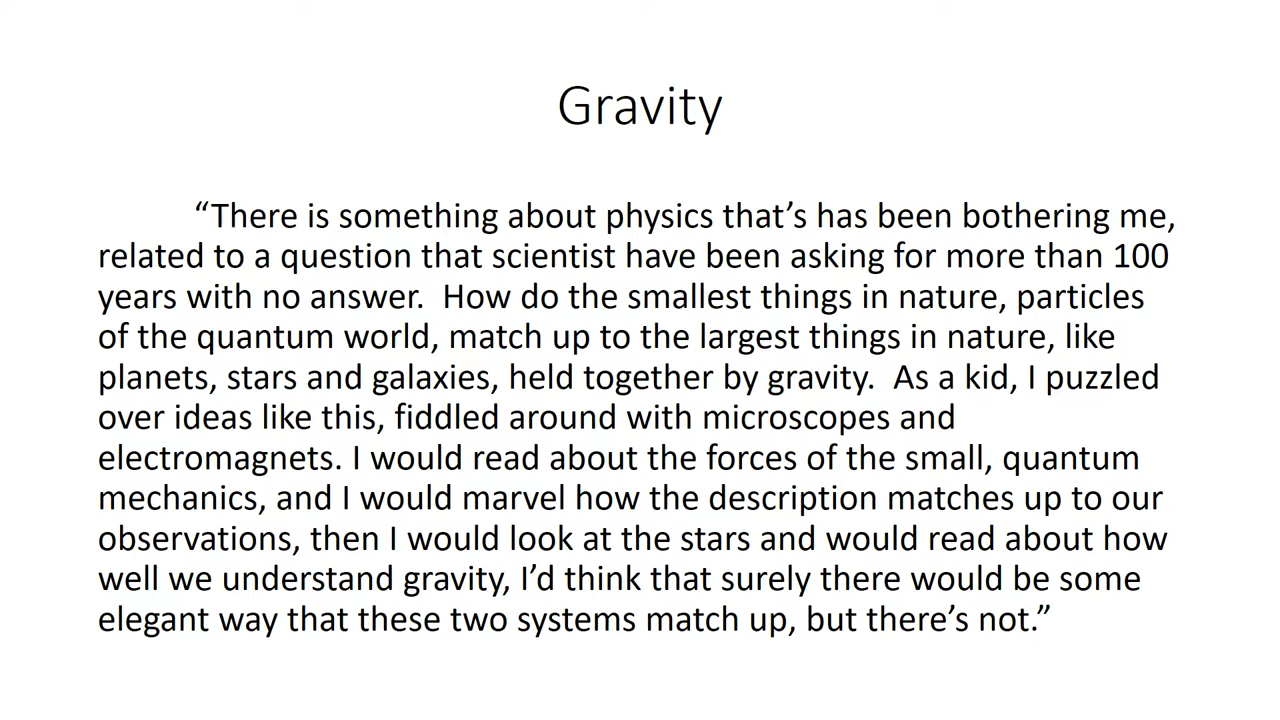 Gravity
“There is something about physics that’s has been bothering me,
related to a question that scientist have been asking for more than 100
years with no answer.  How do the smallest things in nature, particles
of the quantum world, match up to the largest things in nature, like
planets, stars and galaxies, held together by gravity.  As a kid, I puzzled
over ideas like this, fiddled around with microscopes and
electromagnets. I would read about the forces of the small, quantum
mechanics, and I would marvel how the description matches up to our
observations, then I would look at the stars and would read about how
well we understand gravity, I’d think that surely there would be some
elegant way that these two systems match up, but there’s not.”